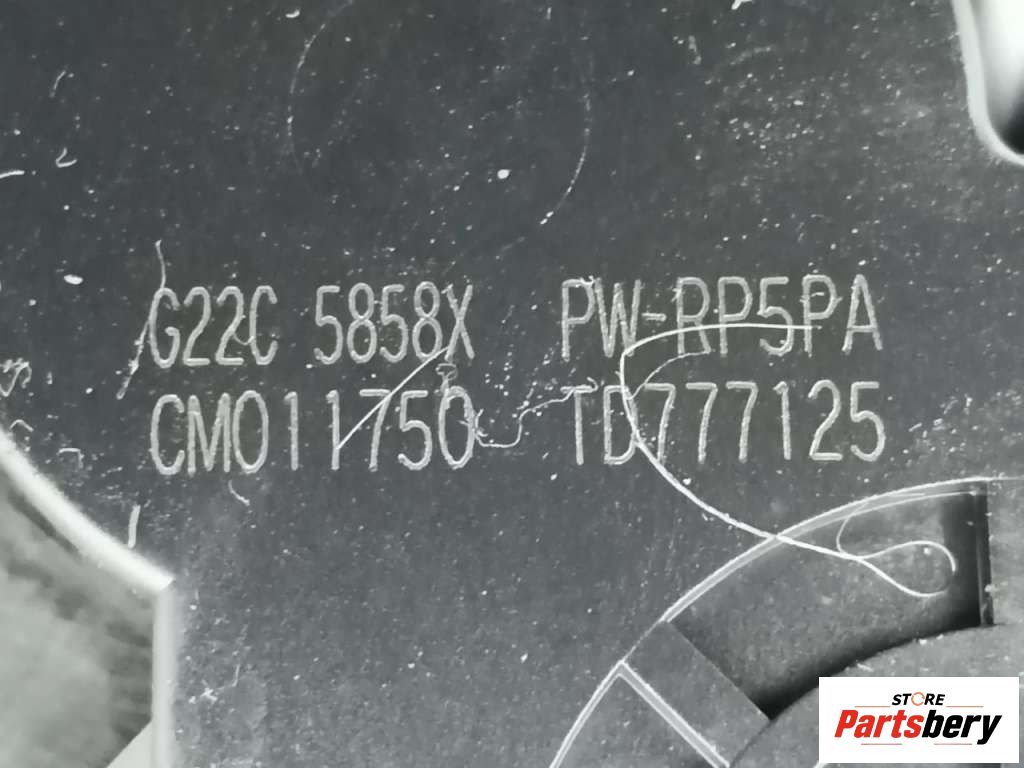 G22C 5858X PW-RP5PA
CM011750 TD777125
STORE
Partsbery